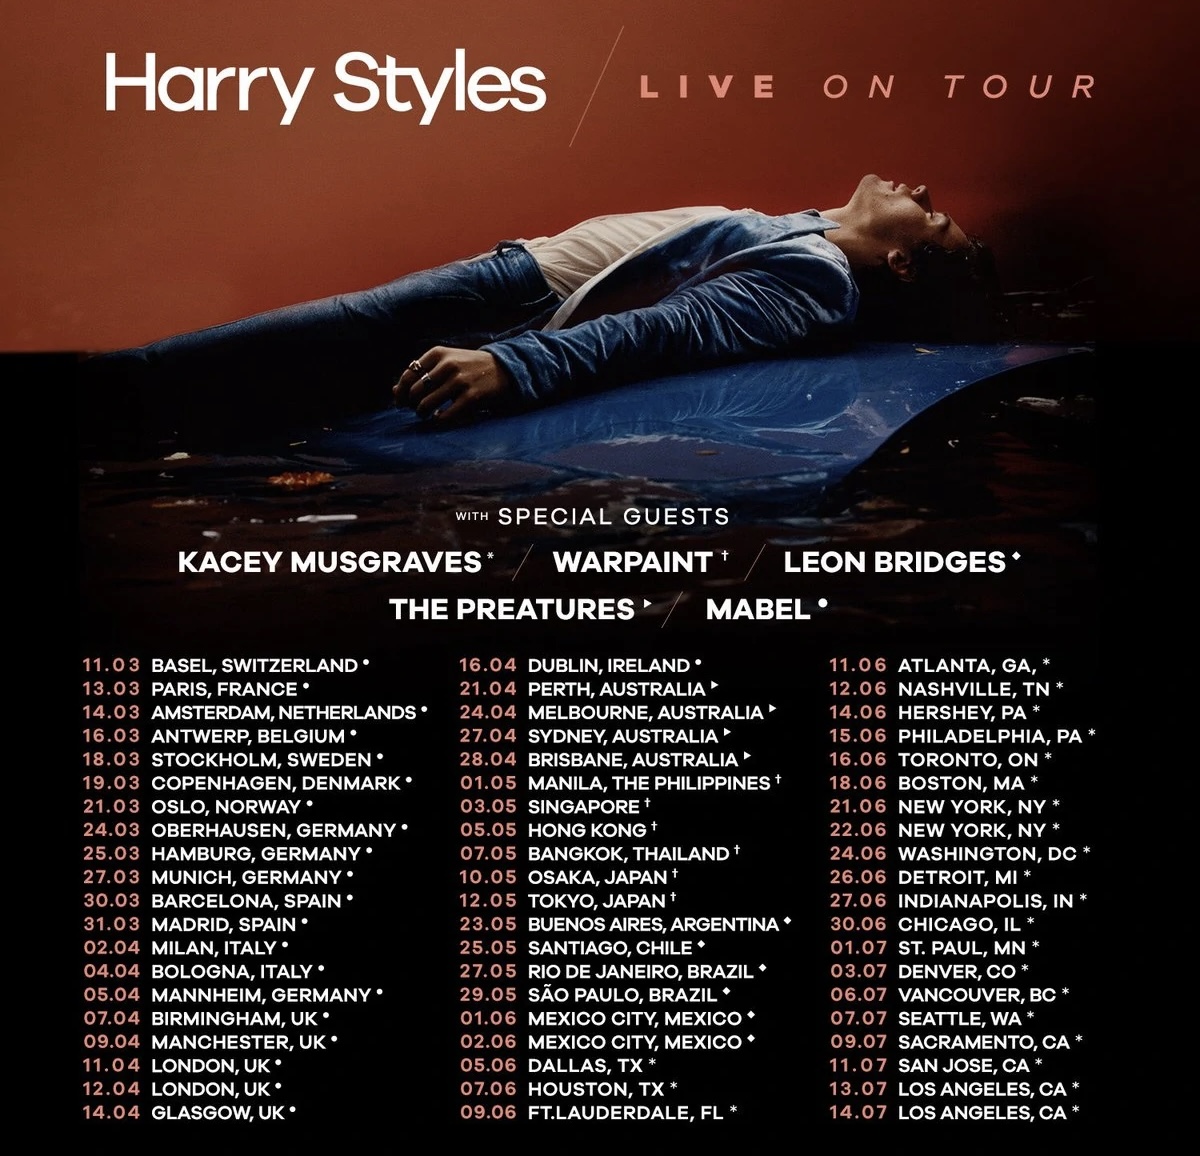 Harry Styles / LIVE ON TOUR
WITH SPECIAL GUESTS
KACEY MUSGRAVES * / WARPAINT † / LEON BRIDGES ◆
THE PREATURES ▶ / MABEL ●
11.03 BASEL, SWITZERLAND ●
13.03 PARIS, FRANCE ●
14.03 AMSTERDAM, NETHERLANDS ●
16.03 ANTWERP, BELGIUM ●
18.03 STOCKHOLM, SWEDEN ●
19.03 COPENHAGEN, DENMARK ●
21.03 OSLO, NORWAY ●
24.03 OBERHAUSEN, GERMANY ●
25.03 HAMBURG, GERMANY ●
27.03 MUNICH, GERMANY ●
30.03 BARCELONA, SPAIN ●
31.03 MADRID, SPAIN ●
02.04 MILAN, ITALY ●
04.04 BOLOGNA, ITALY ●
05.04 MANNHEIM, GERMANY ●
07.04 BIRMINGHAM, UK ●
09.04 MANCHESTER, UK ●
11.04 LONDON, UK ●
12.04 LONDON, UK ●
14.04 GLASGOW, UK ●
16.04 DUBLIN, IRELAND ●
21.04 PERTH, AUSTRALIA ▶
24.04 MELBOURNE, AUSTRALIA ▶
27.04 SYDNEY, AUSTRALIA ▶
28.04 BRISBANE, AUSTRALIA ▶
01.05 MANILA, THE PHILIPPINES †
03.05 SINGAPORE †
05.05 HONG KONG †
07.05 BANGKOK, THAILAND †
10.05 OSAKA, JAPAN †
12.05 TOKYO, JAPAN †
23.05 BUENOS AIRES, ARGENTINA ◆
25.05 SANTIAGO, CHILE ◆
27.05 RIO DE JANEIRO, BRAZIL ◆
29.05 SÃO PAULO, BRAZIL ◆
01.06 MEXICO CITY, MEXICO ◆
02.06 MEXICO CITY, MEXICO ◆
05.06 DALLAS, TX *
07.06 HOUSTON, TX *
09.06 FT.LAUDERDALE, FL *
11.06 ATLANTA, GA, *
12.06 NASHVILLE, TN *
14.06 HERSHEY, PA *
15.06 PHILADELPHIA, PA *
16.06 TORONTO, ON *
18.06 BOSTON, MA *
21.06 NEW YORK, NY *
22.06 NEW YORK, NY *
24.06 WASHINGTON, DC *
26.06 DETROIT, MI *
27.06 INDIANAPOLIS, IN *
30.06 CHICAGO, IL *
01.07 ST. PAUL, MN *
03.07 DENVER, CO *
06.07 VANCOUVER, BC *
07.07 SEATTLE, WA *
09.07 SACRAMENTO, CA *
11.07 SAN JOSE, CA *
13.07 LOS ANGELES, CA *
14.07 LOS ANGELES, CA *